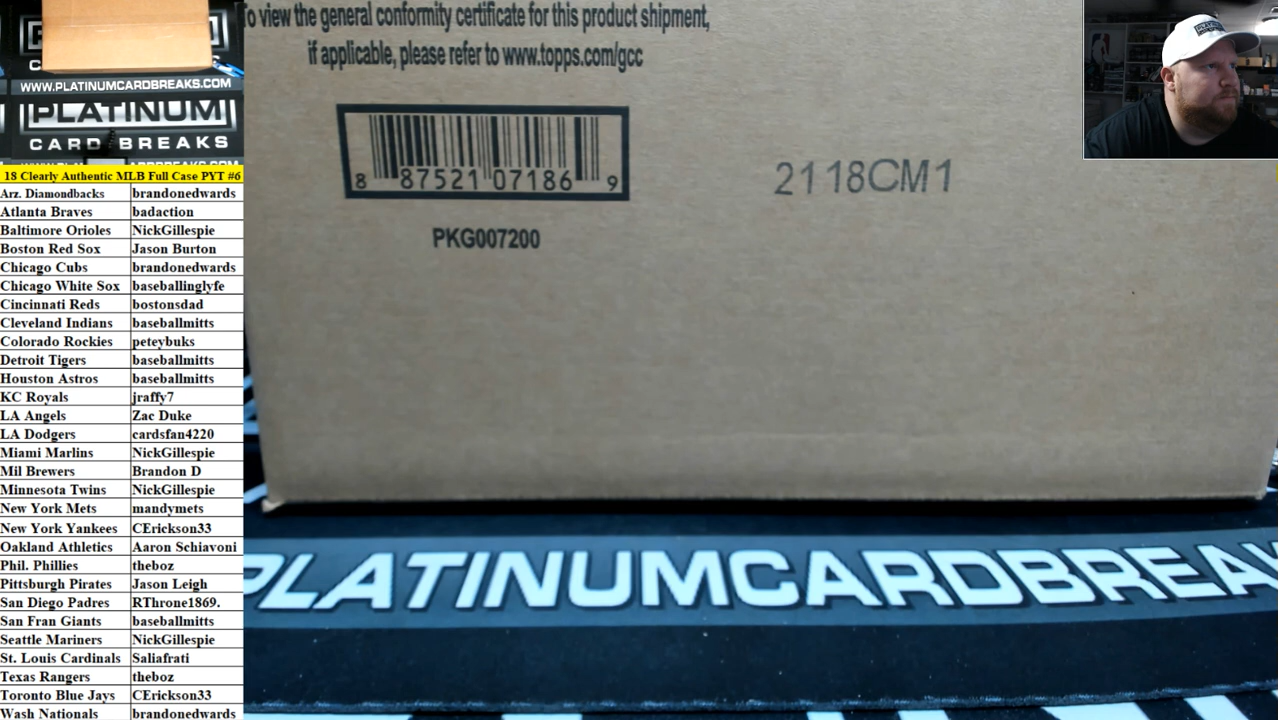 WWW.PLATINUMCARDBREAKS.COM
PLATINUM
CARD BREAKS
18 Clearly Authentic MLB Full Case PYT #6
Arz. Diamondbacks brandonedwards
Atlanta Braves badaction
Baltimore Orioles NickGillespie
Boston Red Sox Jason Burton
Chicago Cubs brandonedwards
Chicago White Sox baseballinglyfe
Cincinnati Reds bostonsdad
Cleveland Indians baseballmitts
Colorado Rockies peteybuks
Detroit Tigers baseballmitts
Houston Astros baseballmitts
KC Royals jraffy7
LA Angels Zac Duke
LA Dodgers cardsfan4220
Miami Marlins NickGillespie
Mil Brewers Brandon D
Minnesota Twins NickGillespie
New York Mets mandymets
New York Yankees CErickson33
Oakland Athletics Aaron Schiavoni
Phil. Phillies theboz
Pittsburgh Pirates Jason Leigh
San Diego Padres RThrone1869.
San Fran Giants baseballmitts
Seattle Mariners NickGillespie
St. Louis Cardinals Saliafrati
Texas Rangers theboz
Toronto Blue Jays CErickson33
Wash Nationals brandonedwards
To view the general conformity certificate for this product shipment,
if applicable, please refer to www.topps.com/gcc
8 87521 07186 9
PKG007200
2118CM1
PLATINUMCARDBREAK
PLATINUM